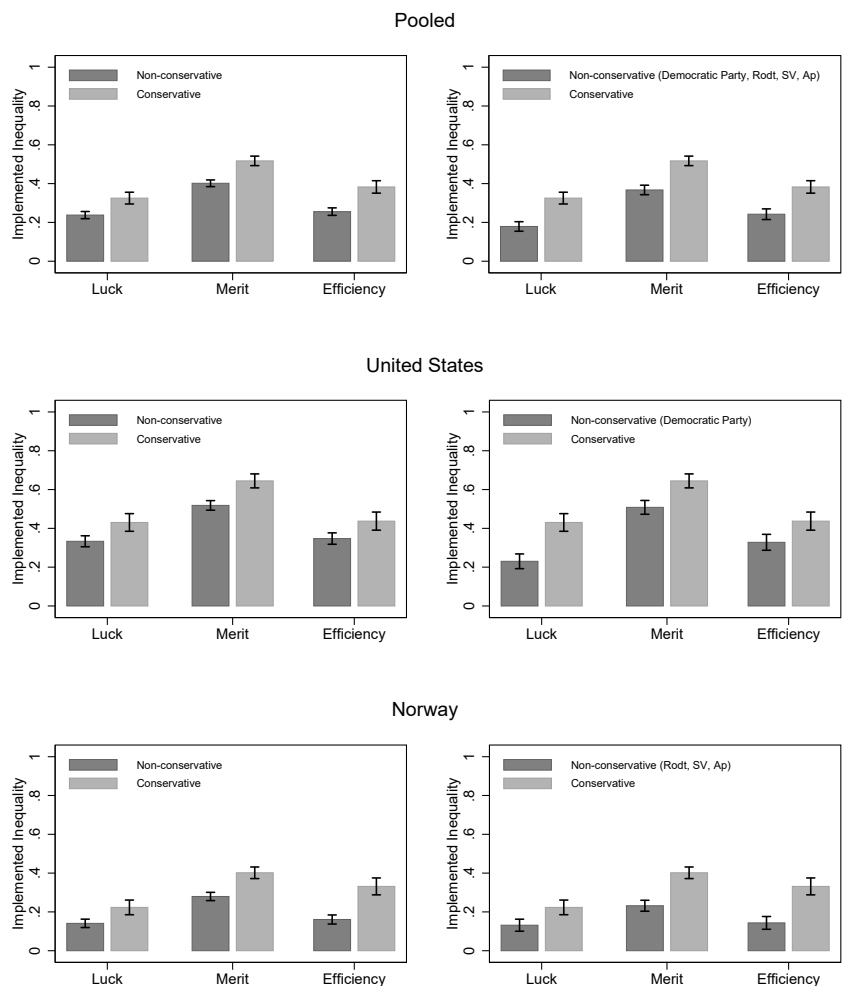 Pooled
Implemented Inequality
0 .2 .4 .6 .8 1
Non-conservative
Conservative
Luck Merit Efficiency
Implemented Inequality
0 .2 .4 .6 .8 1
Non-conservative (Democratic Party, Rodt, SV, Ap)
Conservative
Luck Merit Efficiency
United States
Implemented Inequality
0 .2 .4 .6 .8 1
Non-conservative
Conservative
Luck Merit Efficiency
Implemented Inequality
0 .2 .4 .6 .8 1
Non-conservative (Democratic Party)
Conservative
Luck Merit Efficiency
Norway
Implemented Inequality
0 .2 .4 .6 .8 1
Non-conservative
Conservative
Luck Merit Efficiency
Implemented Inequality
0 .2 .4 .6 .8 1
Non-conservative (Rodt, SV, Ap)
Conservative
Luck Merit Efficiency